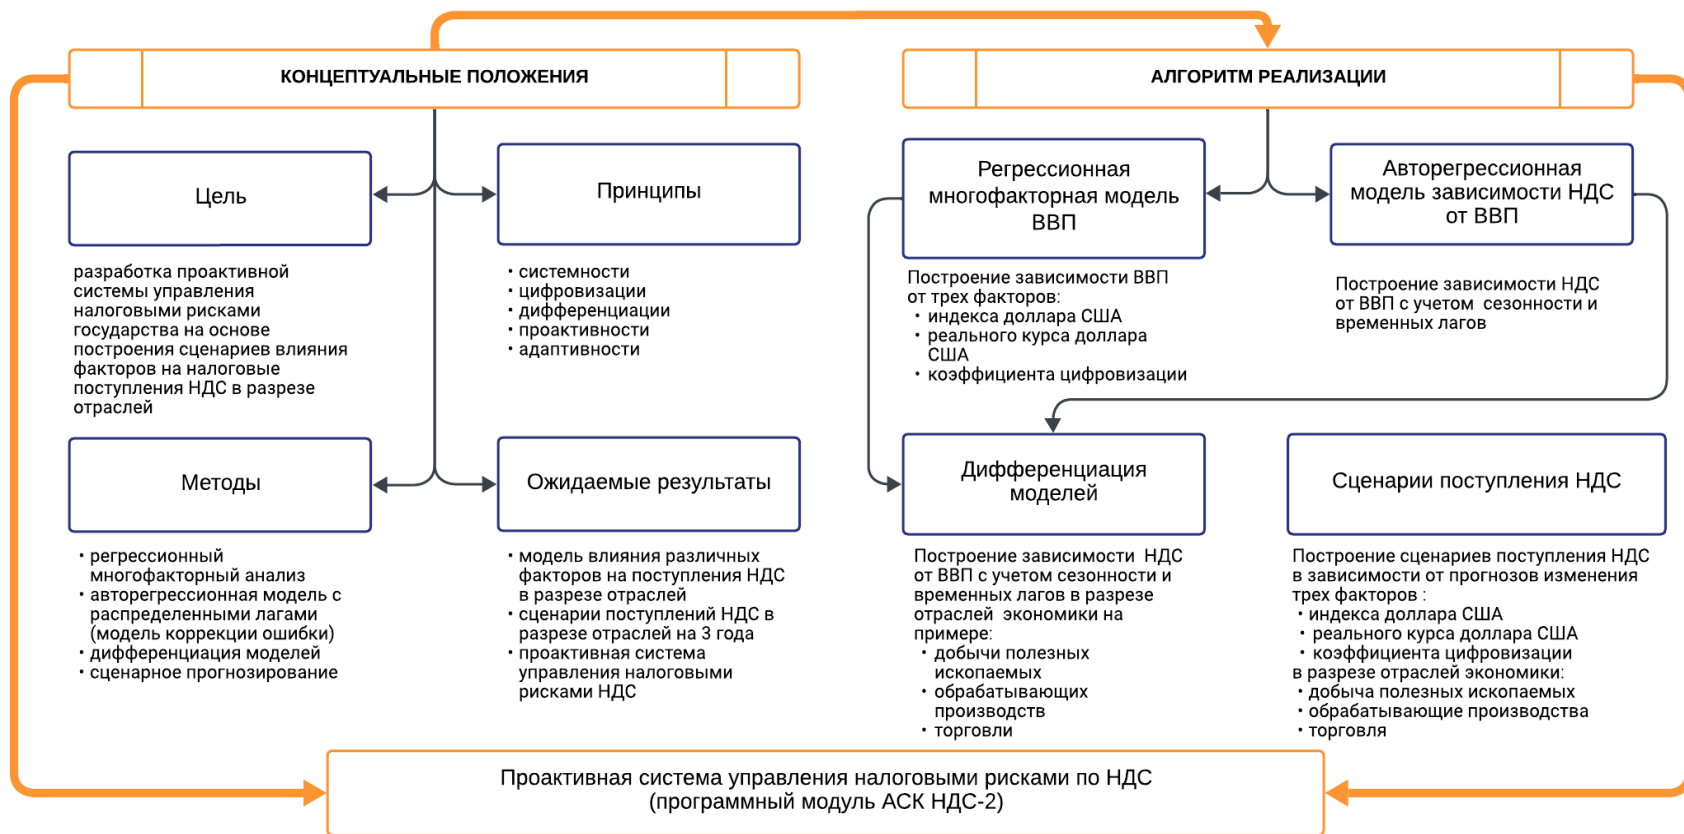 КОНЦЕПТУАЛЬНЫЕ ПОЛОЖЕНИЯ
Цель
разработка проактивной
системы управления
налоговыми рисками
государства на основе
построения сценариев влияния
факторов на налоговые
поступления НДС в разрезе
отраслей
Принципы
• системности
• цифровизации
• дифференциации
• проактивности
• адаптивности
Методы
• регрессионный
многофакторный анализ
• авторегрессионная модель с
распределенными лагами
(модель коррекции ошибки)
• дифференциация моделей
• сценарное прогнозирование
Ожидаемые результаты
• модель влияния различных
факторов на поступления НДС
в разрезе отраслей
• сценарии поступлений НДС в
разрезе отраслей на 3 года
• проактивная система
управления налоговыми
рисками НДС
АЛГОРИТМ РЕАЛИЗАЦИИ
Регрессионная
многофакторная модель
ВВП
Построение зависимости ВВП
от трех факторов:
• индекса доллара США
• реального курса доллара
США
• коэффициента цифровизации
Авторегрессионная
модель зависимости НДС
от ВВП
Построение зависимости НДС
от ВВП с учетом сезонности и
временных лагов
Дифференциация
моделей
Построение зависимости НДС
от ВВП с учетом сезонности и
временных лагов в разрезе
отраслей экономики на
примере:
• добычи полезных
ископаемых
• обрабатывающих
производств
• торговли
Сценарии поступления НДС
Построение сценариев поступления НДС
в зависимости от прогнозов изменения
трех факторов :
• индекса доллара США
• реального курса доллара США
• коэффициента цифровизации
в разрезе отраслей экономики:
• добыча полезных ископаемых
• обрабатывающие производства
• торговля
Проактивная система управления налоговыми рисками по НДС
(программный модуль АСК НДС-2)